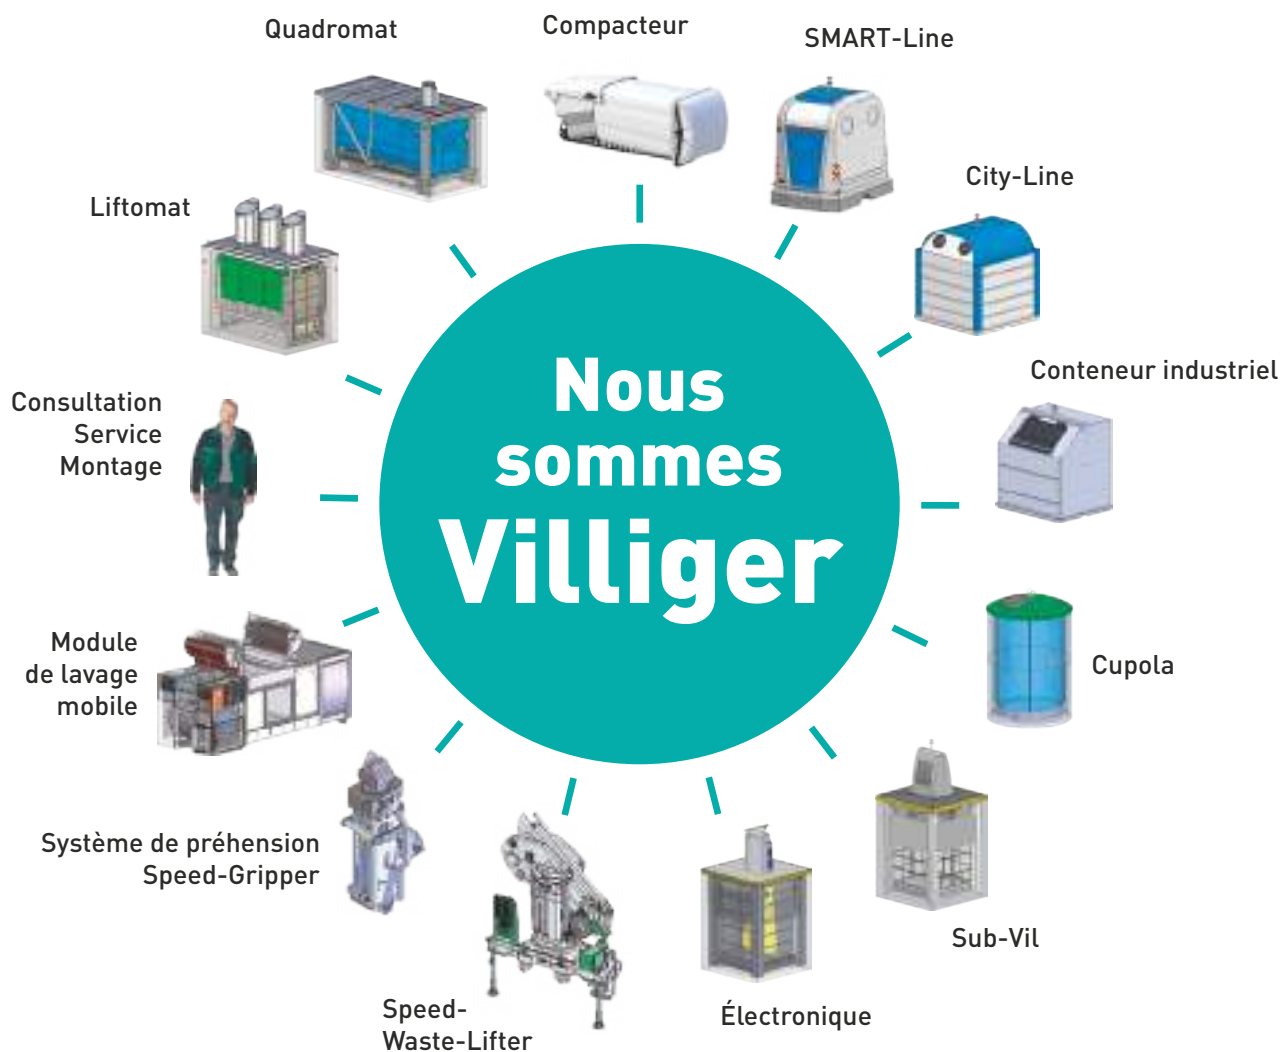 Quadromat
Compacteur
SMART-Line
City-Line
Liftomat
Conteneur industriel
Consultation
Service
Montage
Nous
sommes
Villiger
Module
de lavage
mobile
Cupola
Système de préhension
Speed-Gripper
Sub-Vil
Speed-
Waste-Lifter
Électronique